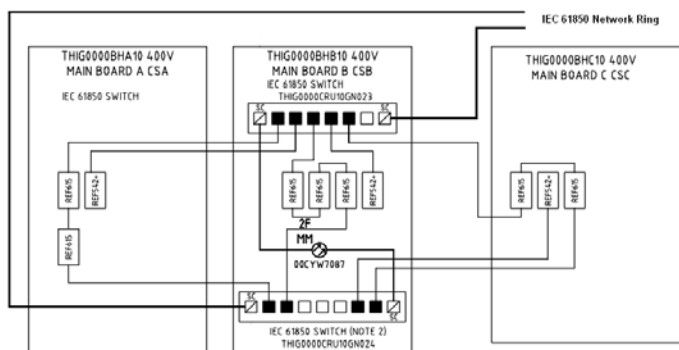 IEC 61850 Network Ring
THIG0000BHA10 400V
MAIN BOARD A CSA
IEC 61850 SWITCH
THIG0000BHB10 400V
MAIN BOARD B CSB
IEC 61850 SWITCH
THIG0000CRU10GN023
THIG0000BHC10 400V
MAIN BOARD C CSC
SC
SC
REF615
REF542+
REF615
REF615
REF615
REF615
REF542+
REF615
REF542+
REF615
2F
MM
00CYW7087
SC
SC
IEC 61850 SWITCH (NOTE 2)
THIG0000CRU10GN024